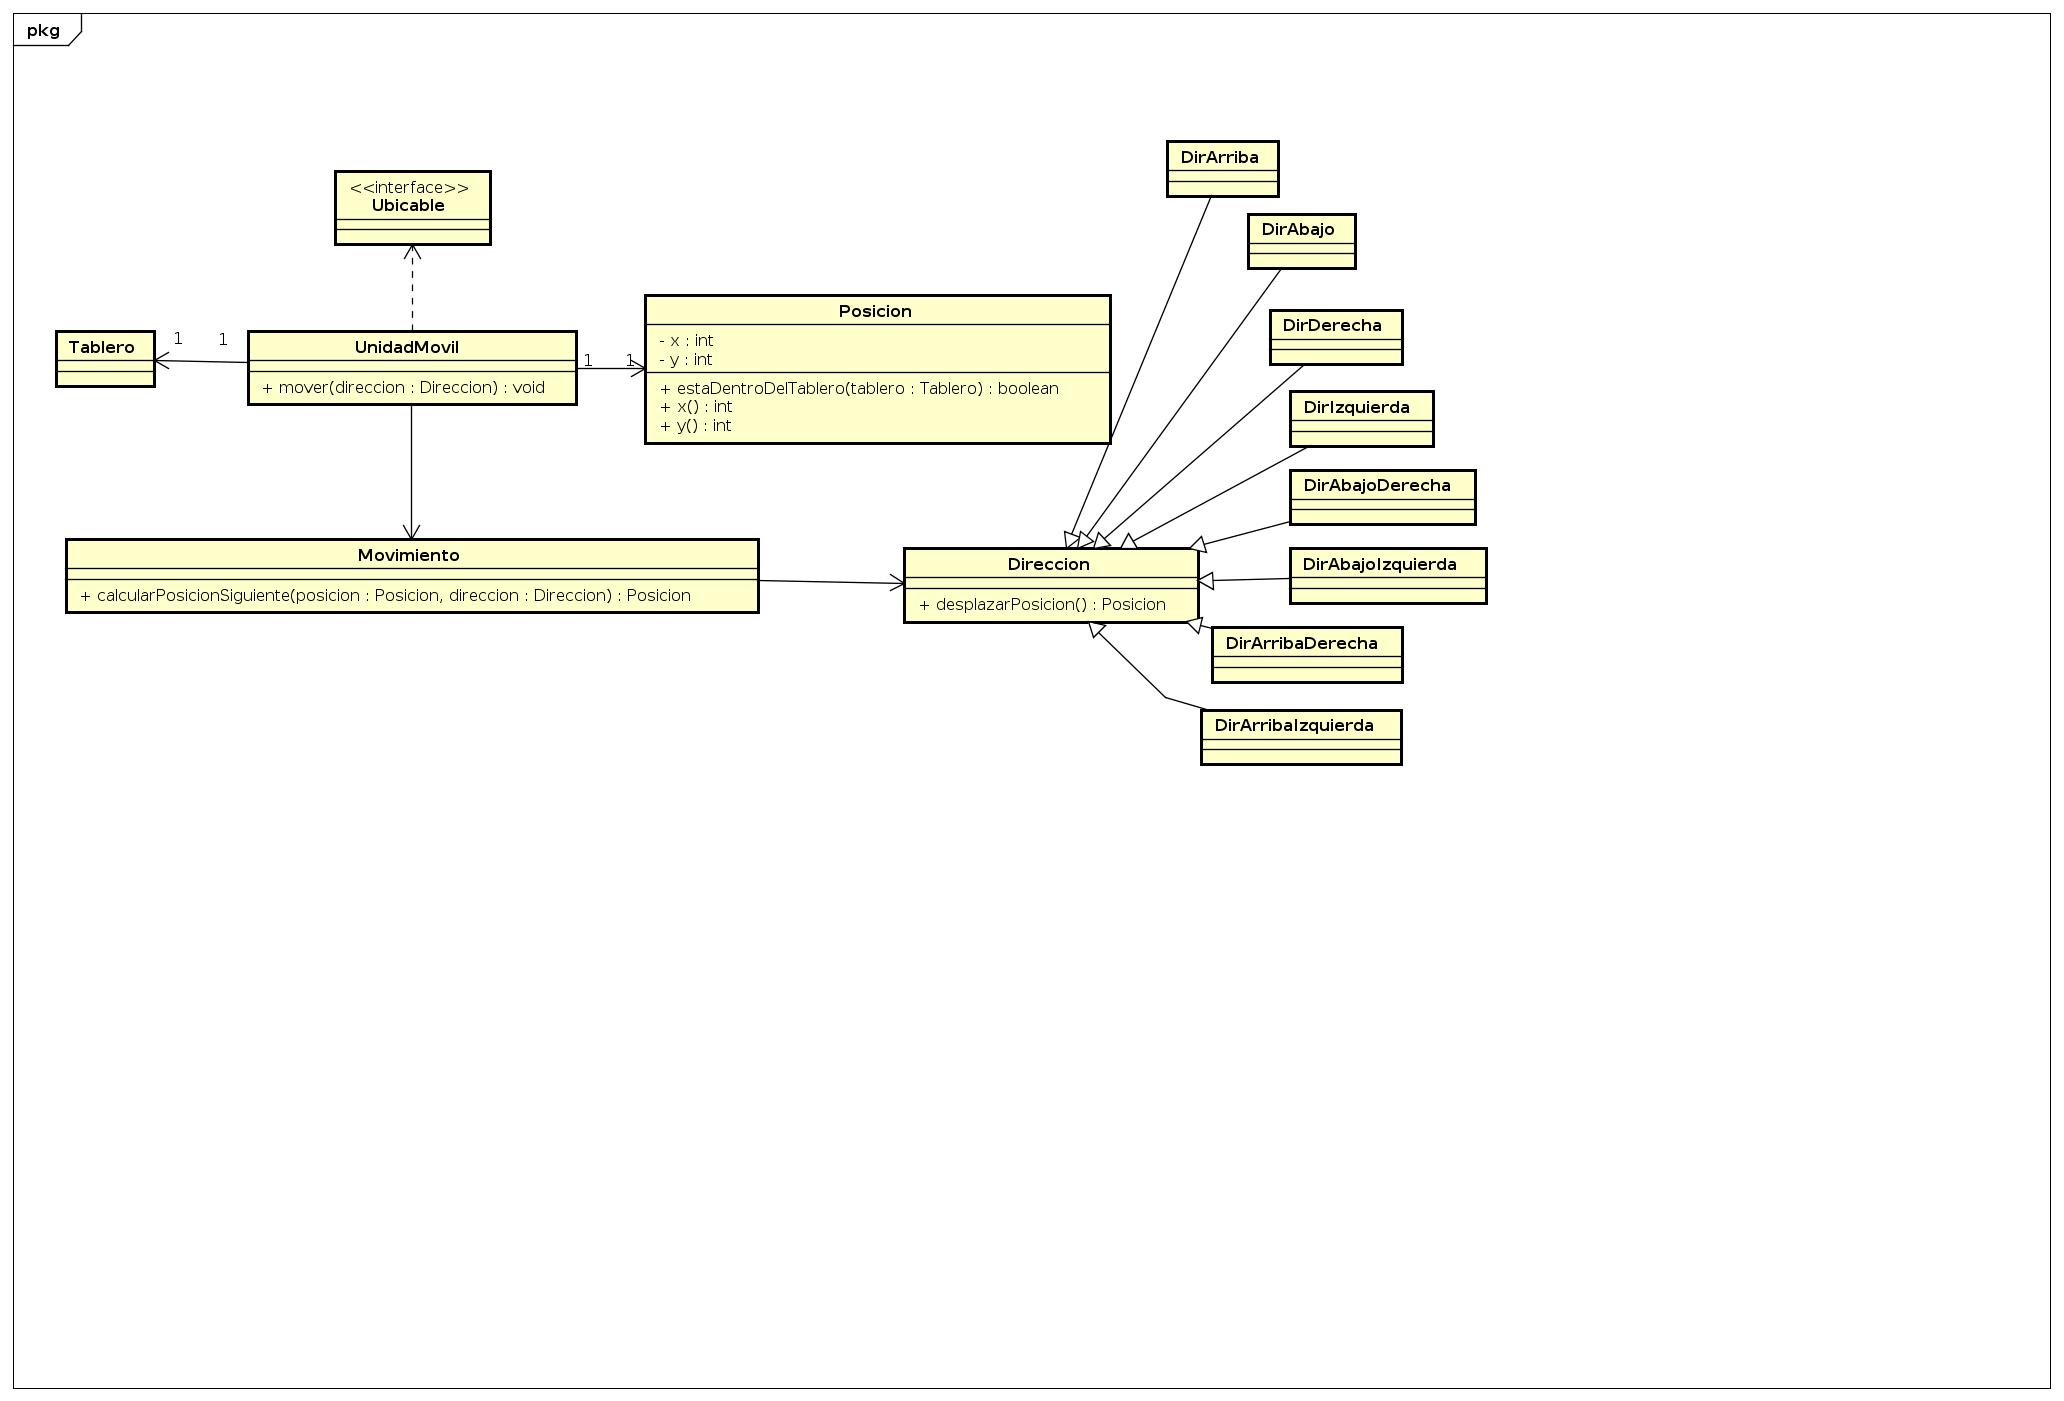 pkg
DirArriba
<<interface>>
Ubicable
DirAbajo
Posicion
- x : int
- y : int
+ estaDentroDelTablero(tablero : Tablero) : boolean
+ x() : int
+ y() : int
DirDerecha
Tablero
1
1
UnidadMovil
+ mover(direccion : Direccion) : void
1
1
DirIzquierda
DirAbajoDerecha
Movimiento
+ calcularPosicionSiguiente(posicion : Posicion, direccion : Direccion) : Posicion
Direccion
+ desplazarPosicion() : Posicion
DirAbajoIzquierda
DirArribaDerecha
DirArribaIzquierda